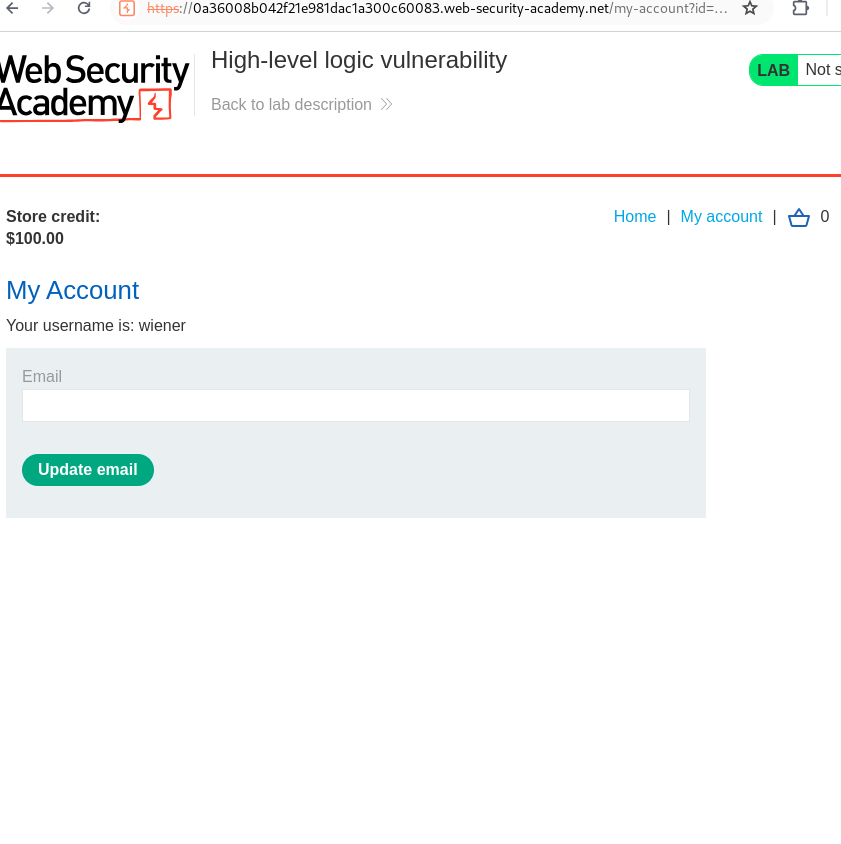 https://0a36008b042f21e981dac1a300c60083.web-security-academy.net/my-account?id=...
Web Security
Academy
High-level logic vulnerability
Back to lab description
LAB
Not s
Store credit:
$100.00
Home | My account | 0
My Account
Your username is: wiener
Email
Update email